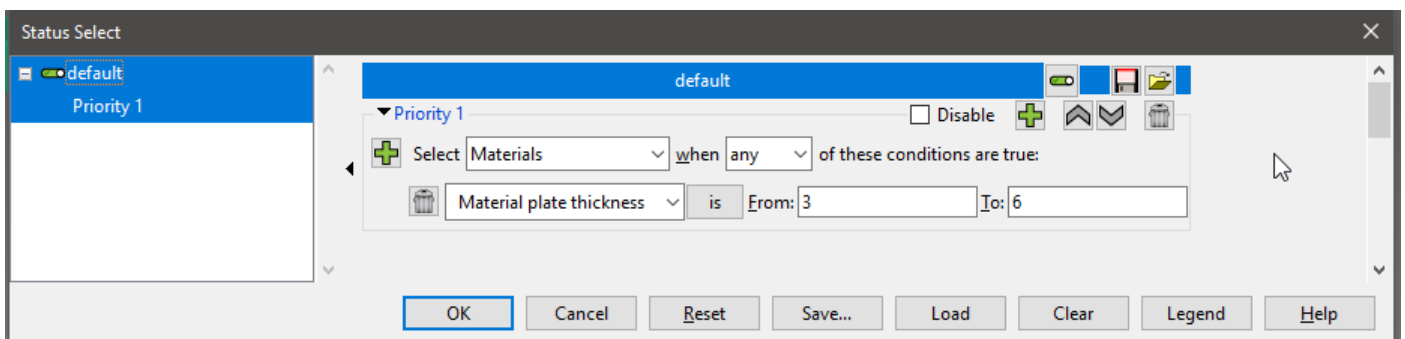 Status Select
default
Priority 1
default
Priority 1 Disable
Select Materials when any of these conditions are true:
Material plate thickness is From: 3 To: 6
OK Cancel Reset Save... Load Clear Legend Help